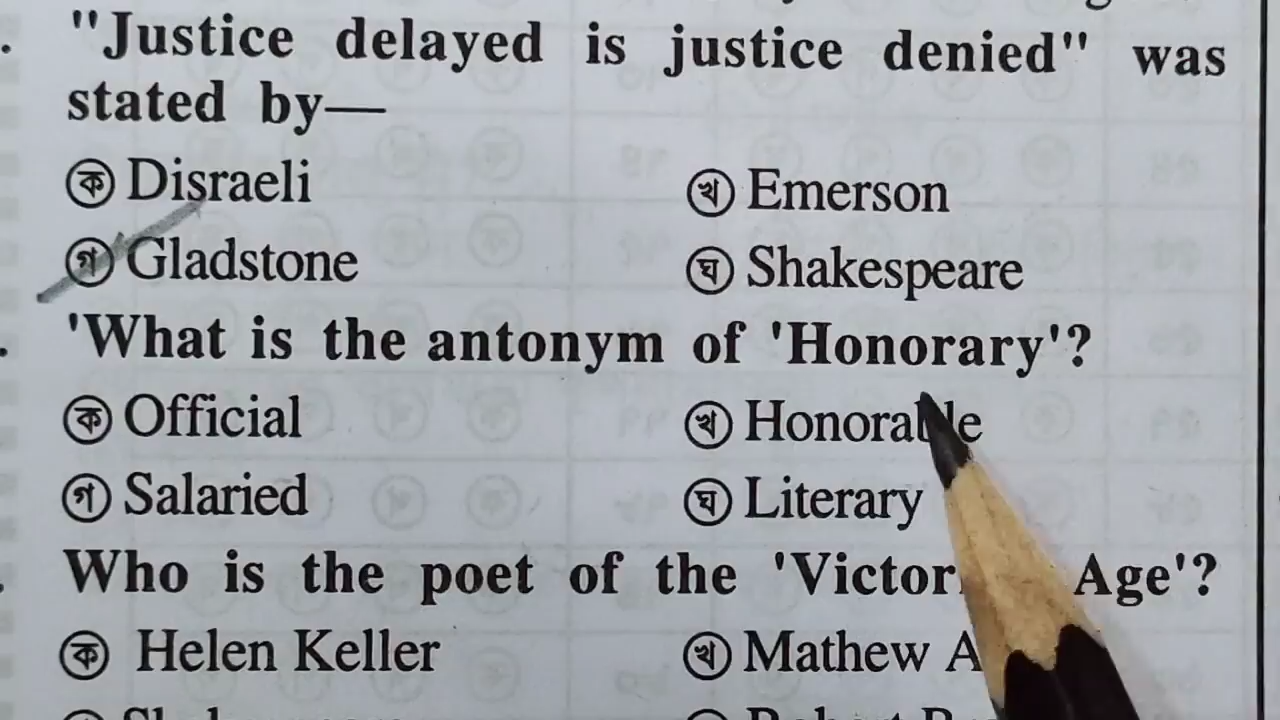 "Justice delayed is justice denied" was
stated by—
ক Disraeli খ Emerson
গ Gladstone ঘ Shakespeare
'What is the antonym of 'Honorary'?
ক Official খ Honorable
গ Salaried ঘ Literary
Who is the poet of the Age'?
ক Helen Keller খ Mathew